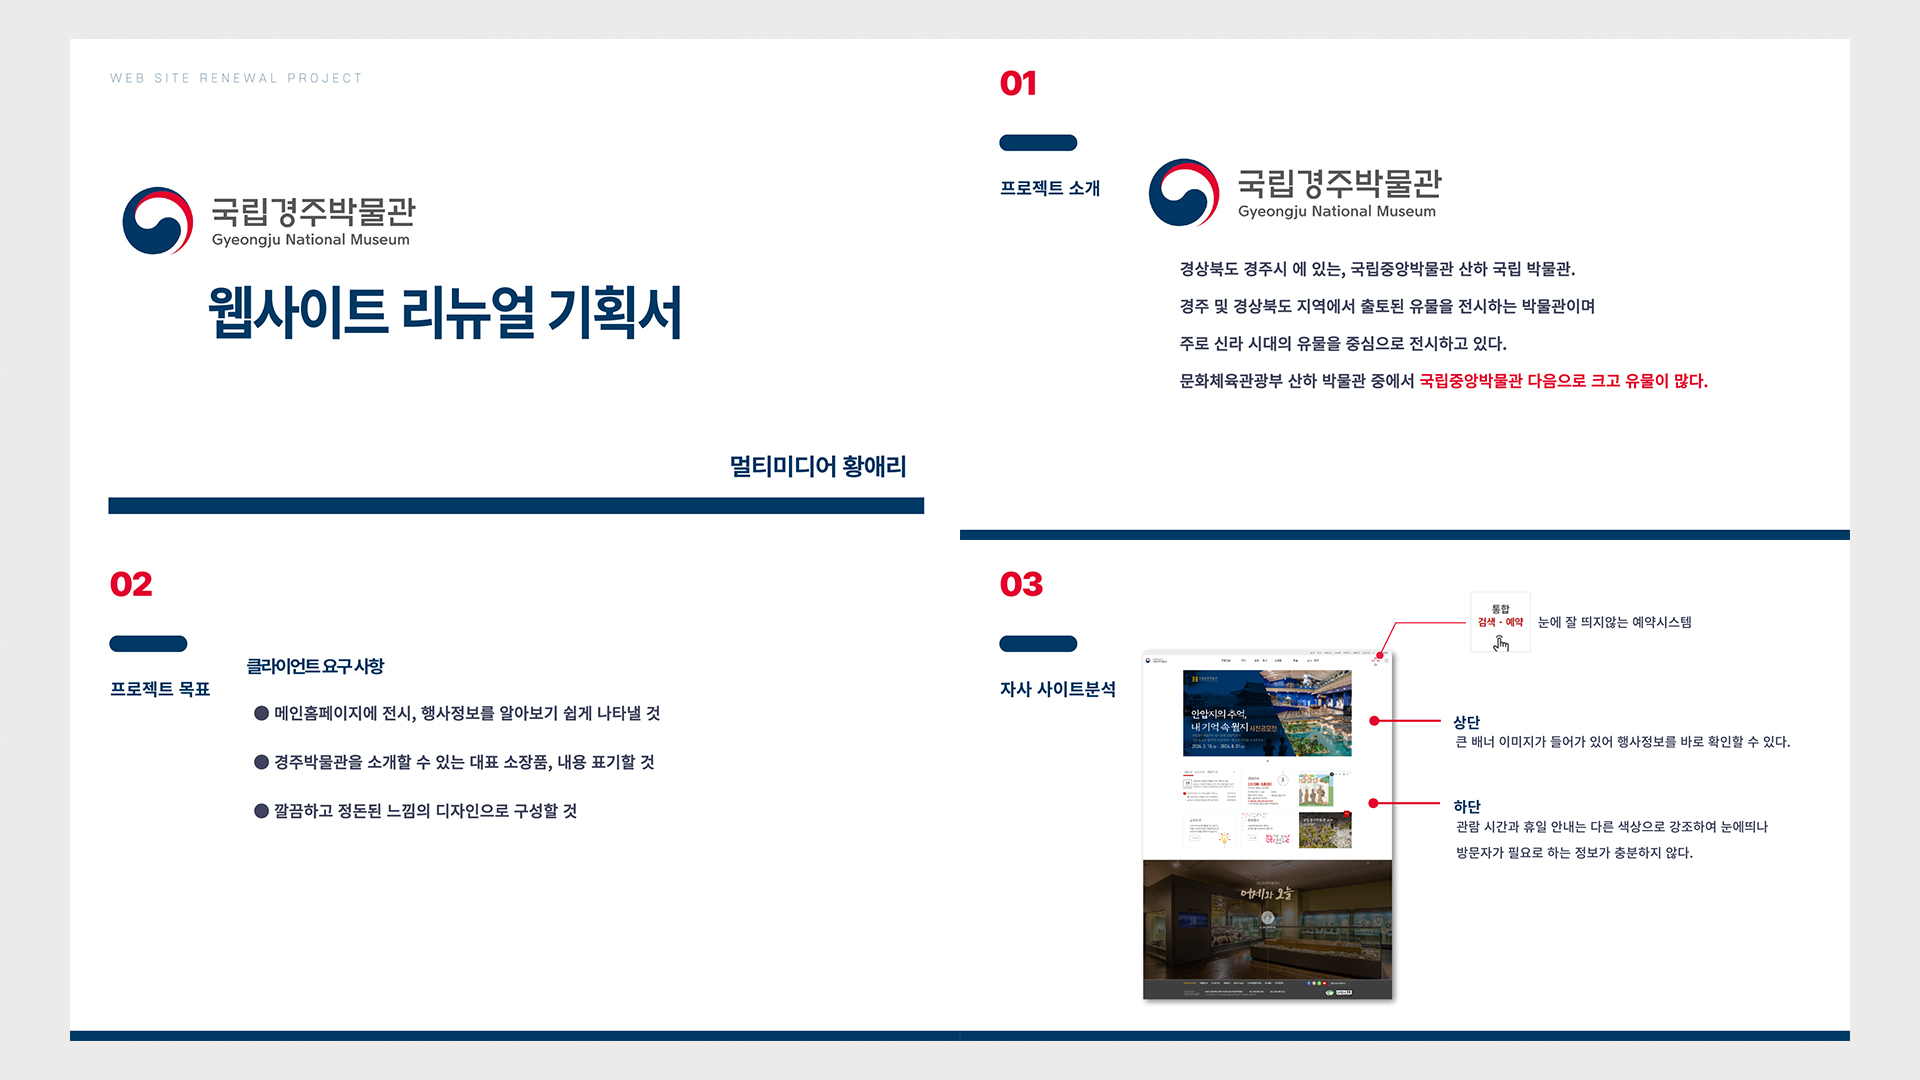 WEB SITE RENEWAL PROJECT
국립경주박물관
Gyeongju National Museum
웹사이트 리뉴얼 기획서
멀티미디어 황애리
01
프로젝트 소개
국립경주박물관
Gyeongju National Museum
경상북도 경주시 에 있는, 국립중앙박물관 산하 국립 박물관.
경주 및 경상북도 지역에서 출토된 유물을 전시하는 박물관이며
주로 신라 시대의 유물을 중심으로 전시하고 있다.
문화체육관광부 산하 박물관 중에서 국립중앙박물관 다음으로 크고 유물이 많다.
02
프로젝트 목표
클라이언트 요구 사항
● 메인홈페이지에 전시, 행사정보를 알아보기 쉽게 나타낼 것
● 경주박물관을 소개할 수 있는 대표 소장품, 내용 표기할 것
● 깔끔하고 정돈된 느낌의 디자인으로 구성할 것
03
자사 사이트분석
통합
검색 - 예약
눈에 잘 띄지않는 예약시스템
안압지의 추억,
내 기억 속 월지 사진공모전
어제와 오늘
상단
큰 배너 이미지가 들어가 있어 행사정보를 바로 확인할 수 있다.
하단
관람 시간과 휴일 안내는 다른 색상으로 강조하여 눈에띄나
방문자가 필요로 하는 정보가 충분하지 않다.